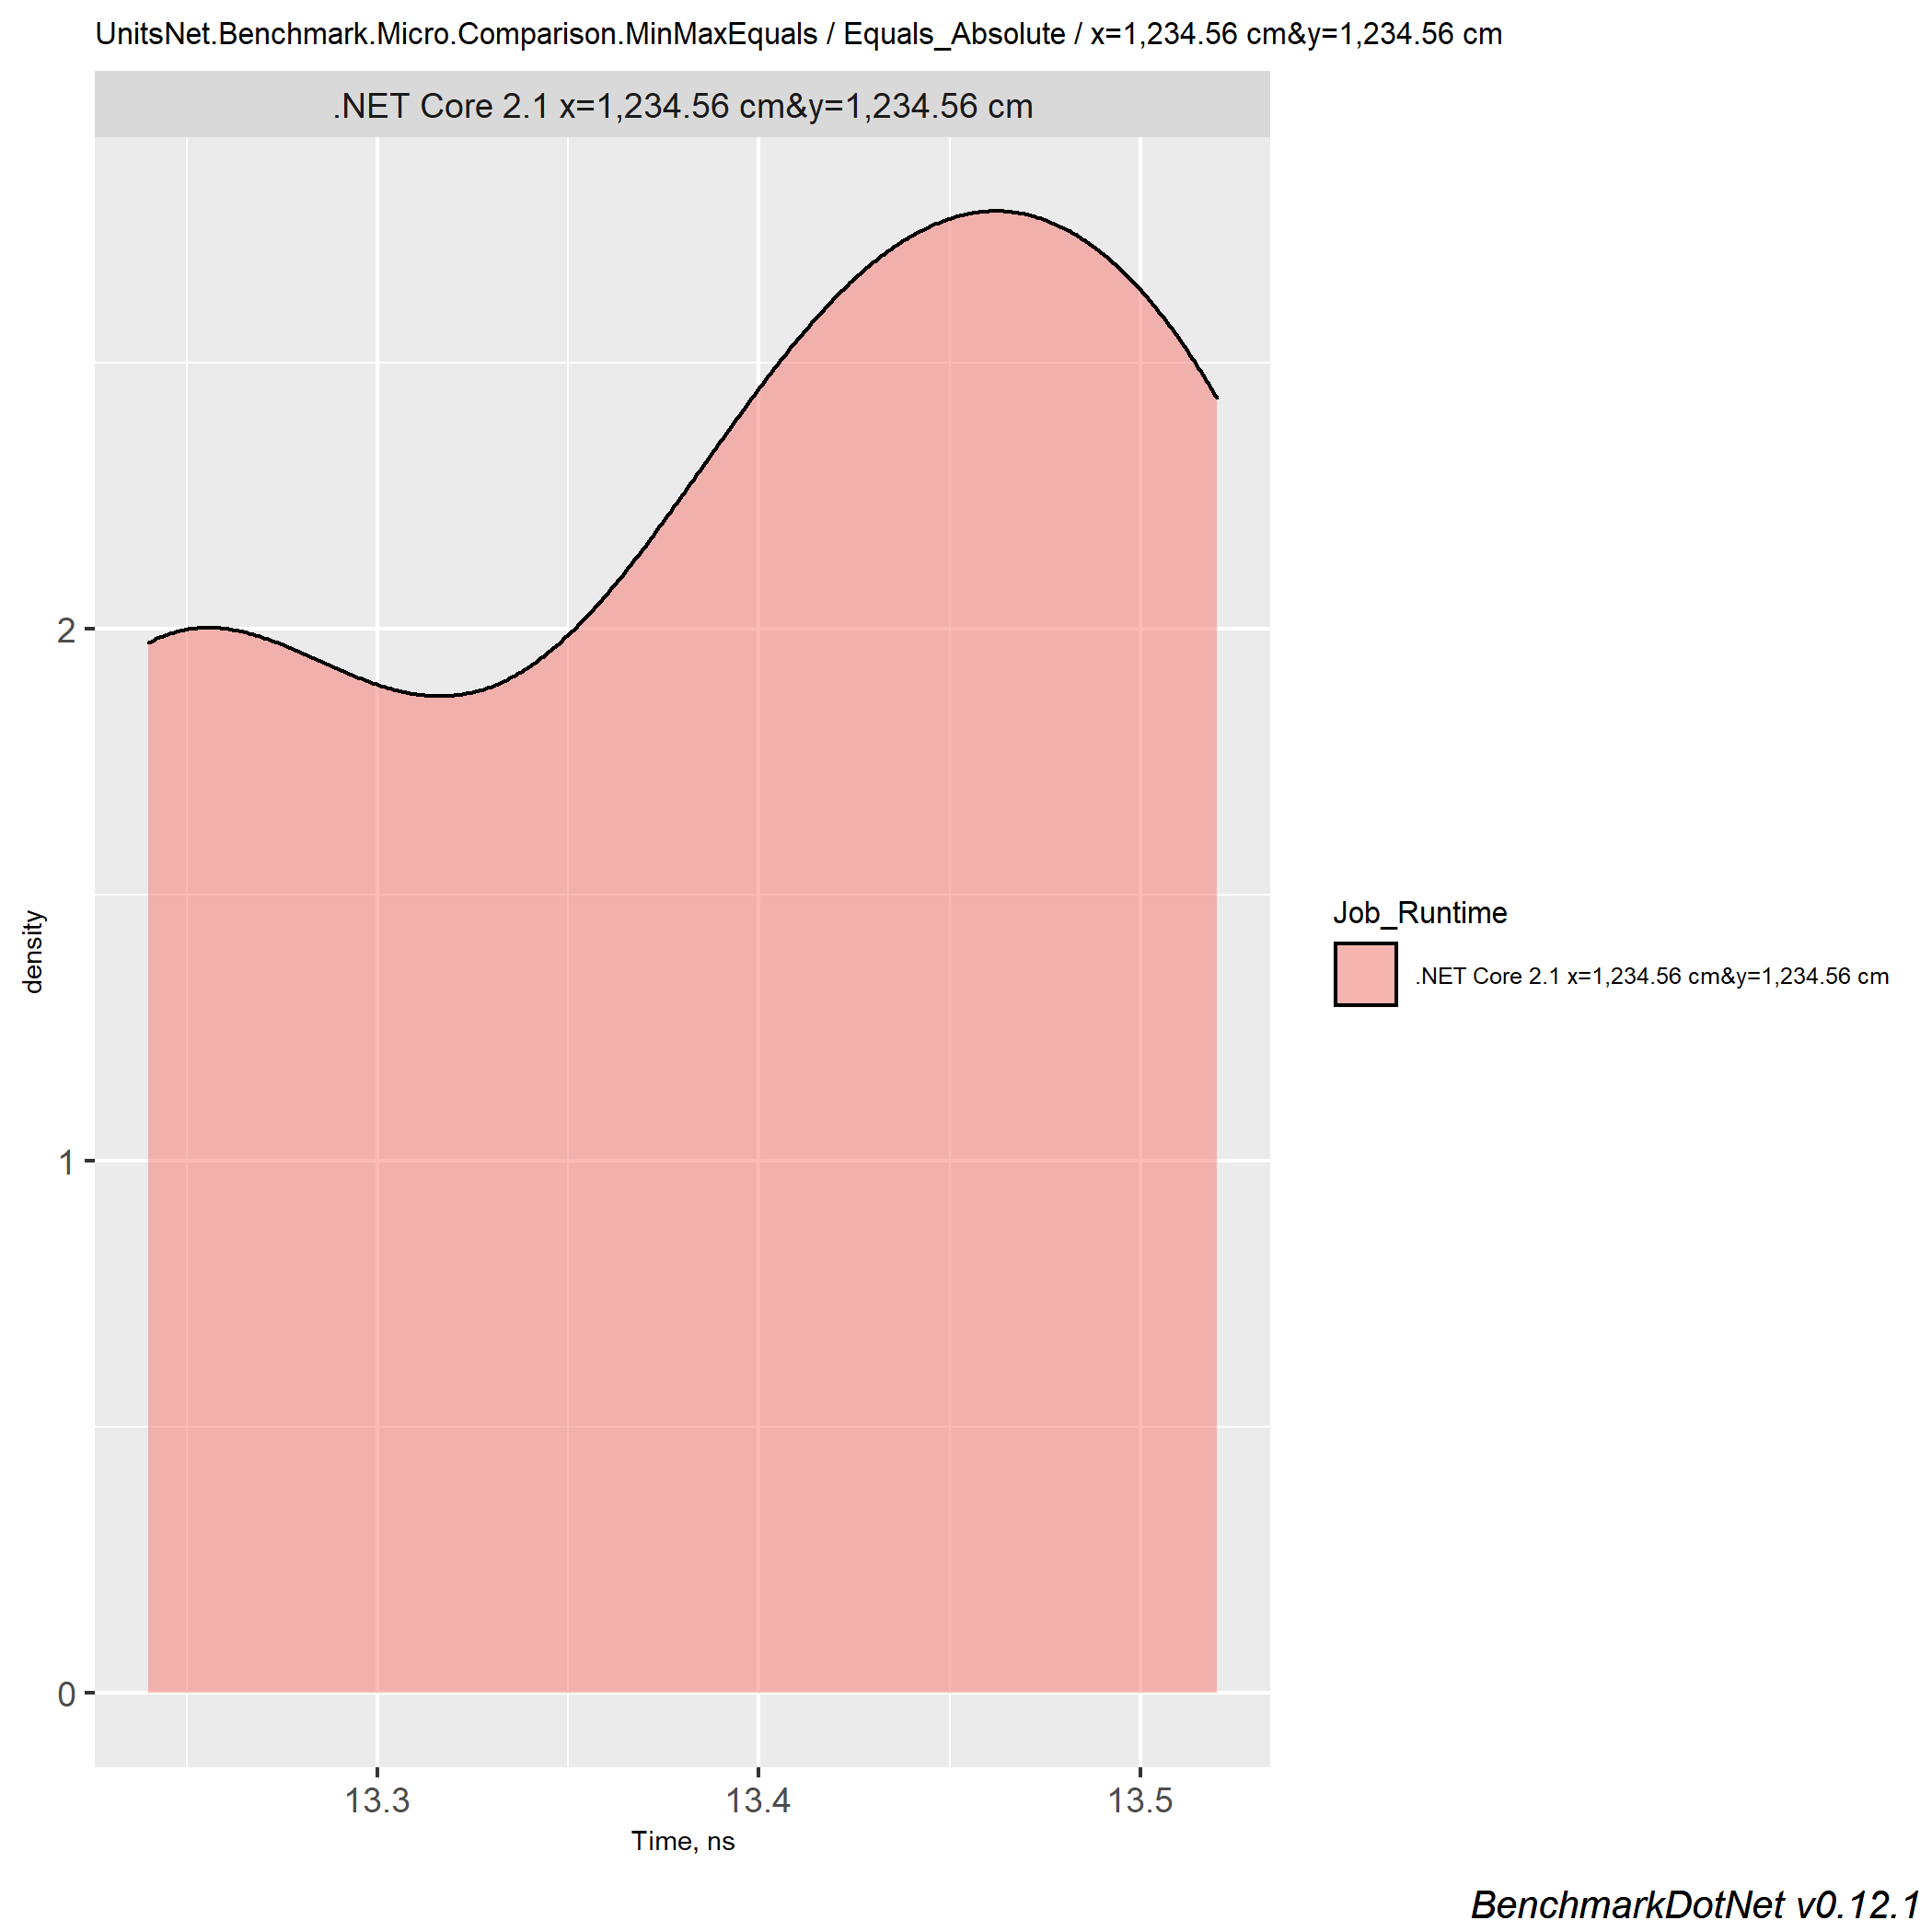 UnitsNet.Benchmark.Micro.Comparison.MinMaxEquals / Equals_Absolute / x=1,234.56 cm&y=1,234.56 cm
.NET Core 2.1 x=1,234.56 cm&y=1,234.56 cm
2
1
0
density
13.3 13.4 13.5
Time, ns
Job_Runtime
.NET Core 2.1 x=1,234.56 cm&y=1,234.56 cm
BenchmarkDotNet v0.12.1